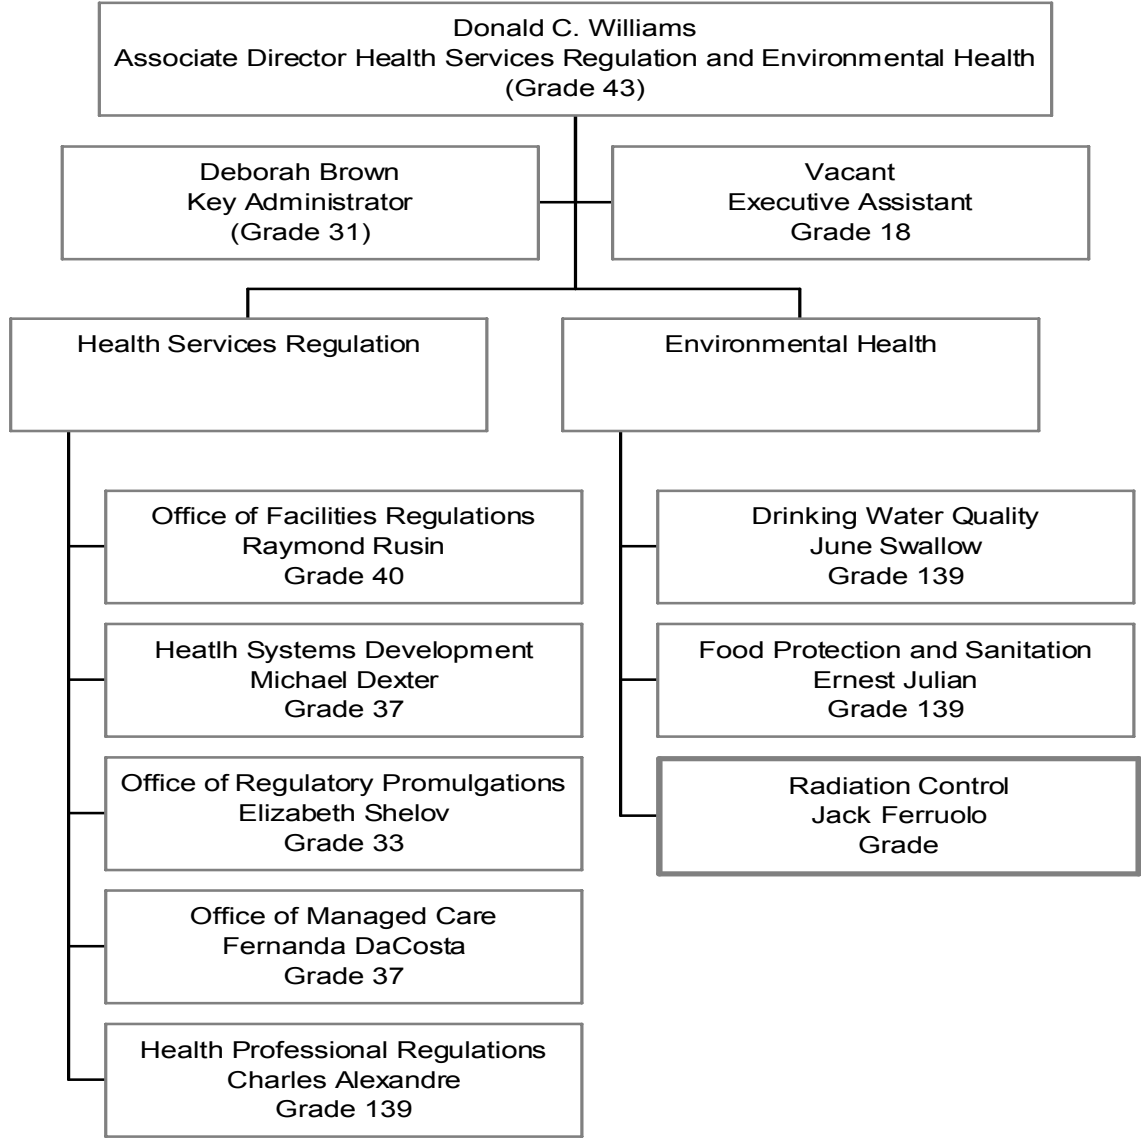 Donald C. Williams
Associate Director Health Services Regulation and Environmental Health
(Grade 43)
Deborah Brown
Key Administrator
(Grade 31)
Vacant
Executive Assistant
Grade 18
Health Services Regulation
Environmental Health
Office of Facilities Regulations
Raymond Rusin
Grade 40
Heatlh Systems Development
Michael Dexter
Grade 37
Office of Regulatory Promulgations
Elizabeth Shelov
Grade 33
Office of Managed Care
Fernanda DaCosta
Grade 37
Health Professional Regulations
Charles Alexandre
Grade 139
Drinking Water Quality
June Swallow
Grade 139
Food Protection and Sanitation
Ernest Julian
Grade 139
Radiation Control
Jack Ferruolo
Grade